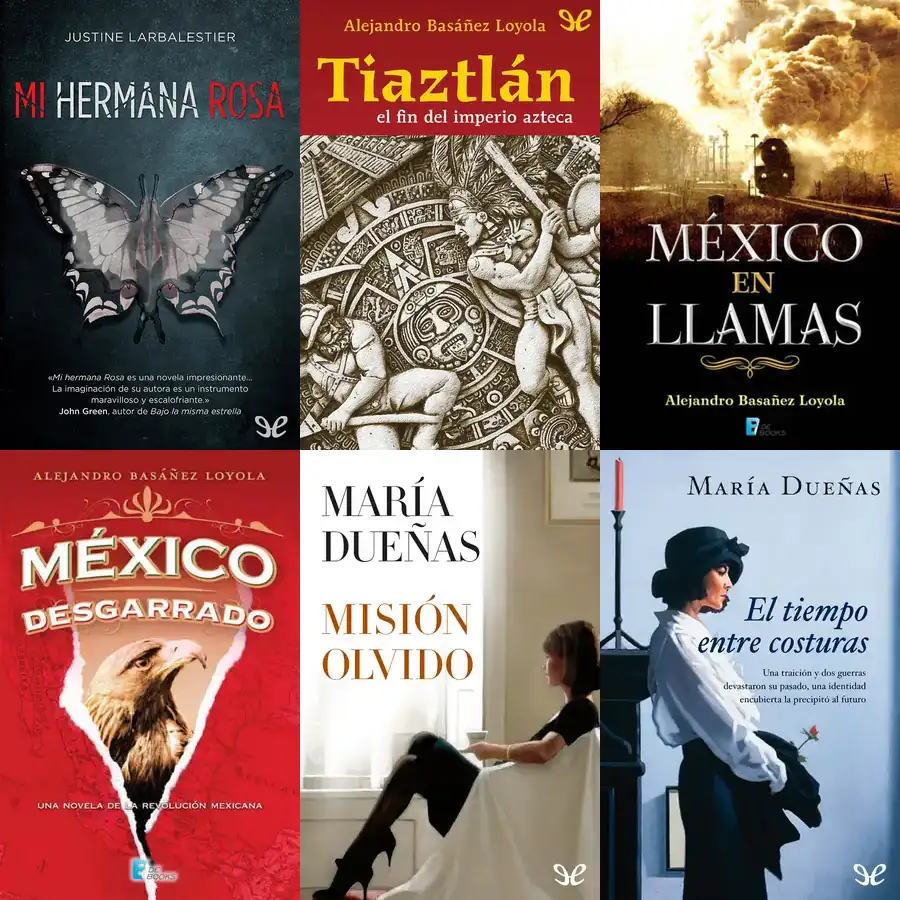 JUSTINE LARBALESTIER
MI HERMANA ROSA
«Mi hermana Rosa es una novela impresionante...
La imaginación de su autora es un instrumento
maravilloso y escalofriante.»
John Green, autor de Bajo la misma estrella
Alejandro Basáñez Loyola
Tiaztlán
el fin del imperio azteca
MÉXICO
EN
LLAMAS
Alejandro Basañez Loyola
B DE
BOOKS
ALEJANDRO BASÁÑEZ LOYOLA
MÉXICO
DESGARRADO
UNA NOVELA DE LA REVOLUCIÓN MEXICANA
B DE
BOOKS
MARÍA
DUEÑAS
MISIÓN
OLVIDO
MARÍA DUEÑAS
El tiempo
entre costuras
Una traición y dos guerras
devastaron su pasado, una identidad
encubierta la precipitó al futuro